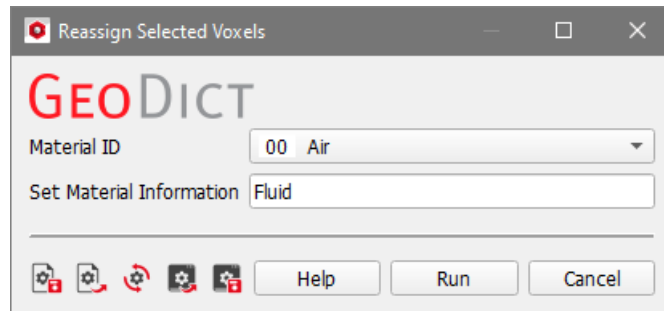 Reassign Selected Voxels
GEODICT
Material ID
00 Air
Set Material Information Fluid
Help Run Cancel